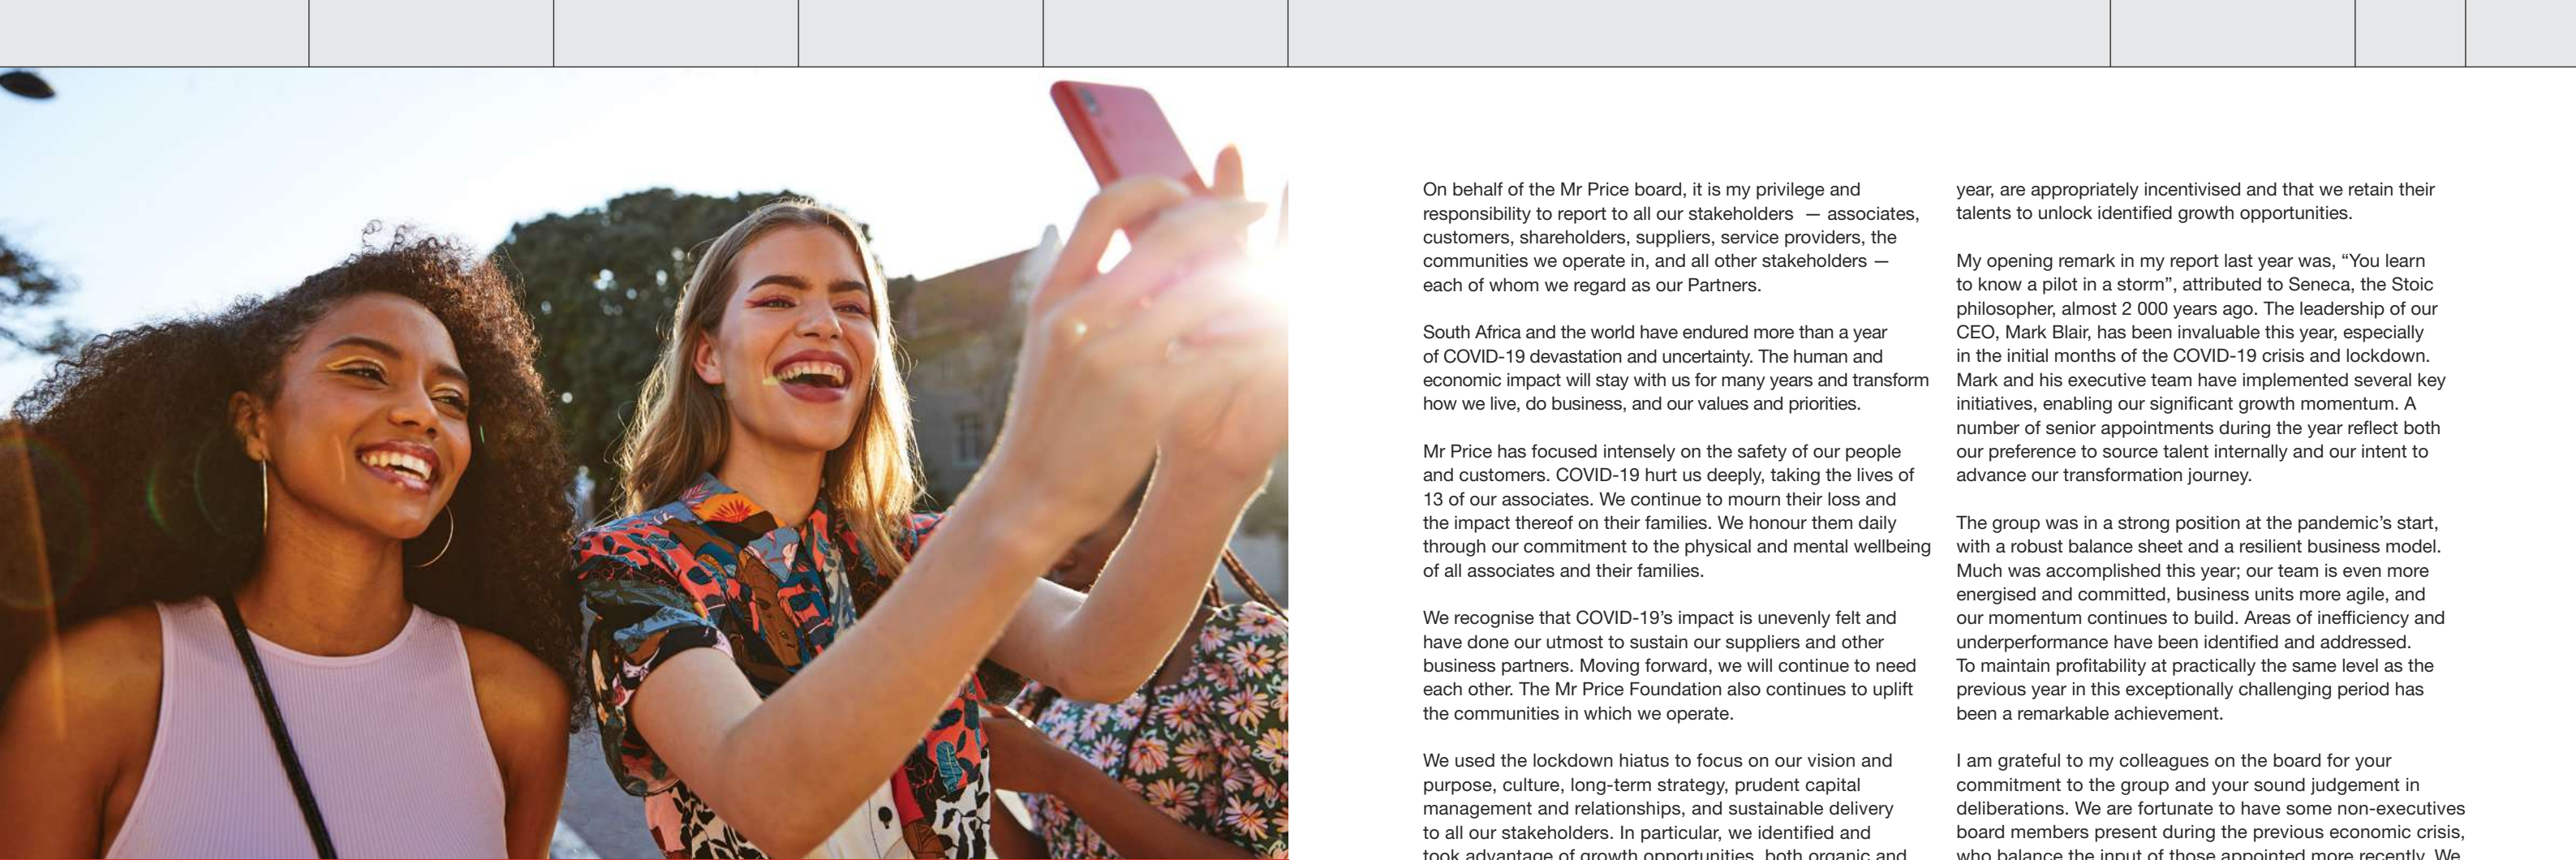 On behalf of the Mr Price board, it is my privilege and
responsibility to report to all our stakeholders — associates,
customers, shareholders, suppliers, service providers, the
communities we operate in, and all other stakeholders —
each of whom we regard as our Partners.
South Africa and the world have endured more than a year
of COVID-19 devastation and uncertainty. The human and
economic impact will stay with us for many years and transform
how we live, do business, and our values and priorities.
Mr Price has focused intensely on the safety of our people
and customers. COVID-19 hurt us deeply, taking the lives of
13 of our associates. We continue to mourn their loss and
the impact thereof on their families. We honour them daily
through our commitment to the physical and mental wellbeing
of all associates and their families.
We recognise that COVID-19’s impact is unevenly felt and
have done our utmost to sustain our suppliers and other
business partners. Moving forward, we will continue to need
each other. The Mr Price Foundation also continues to uplift
the communities in which we operate.
We used the lockdown hiatus to focus on our vision and
purpose, culture, long-term strategy, prudent capital
management and relationships, and sustainable delivery
to all our stakeholders. In particular, we identified and
took advantage of growth opportunities, both organic and
year, are appropriately incentivised and that we retain their
talents to unlock identified growth opportunities.
My opening remark in my report last year was, “You learn
to know a pilot in a storm”, attributed to Seneca, the Stoic
philosopher, almost 2 000 years ago. The leadership of our
CEO, Mark Blair, has been invaluable this year, especially
in the initial months of the COVID-19 crisis and lockdown.
Mark and his executive team have implemented several key
initiatives, enabling our significant growth momentum. A
number of senior appointments during the year reflect both
our preference to source talent internally and our intent to
advance our transformation journey.
The group was in a strong position at the pandemic’s start,
with a robust balance sheet and a resilient business model.
Much was accomplished this year; our team is even more
energised and committed, business units more agile, and
our momentum continues to build. Areas of inefficiency and
underperformance have been identified and addressed.
To maintain profitability at practically the same level as the
previous year in this exceptionally challenging period has
been a remarkable achievement.
I am grateful to my colleagues on the board for your
commitment to the group and your sound judgement in
deliberations. We are fortunate to have some non-executives
board members present during the previous economic crisis,
who balance the input of those appointed more recently. We